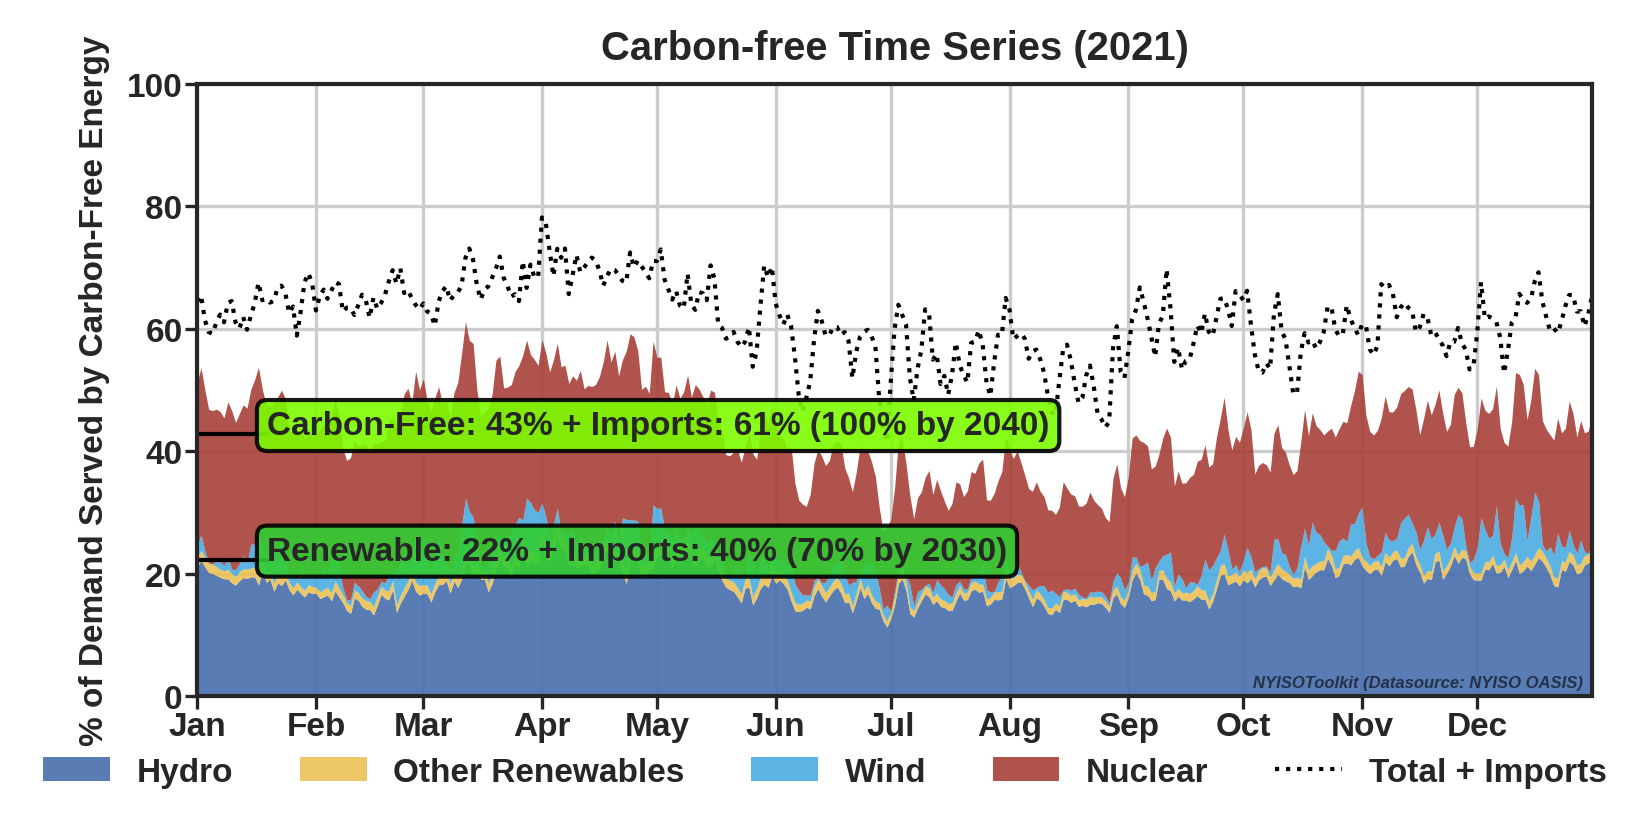 Carbon-free Time Series (2021)
% of Demand Served by Carbon-Free Energy
100
80
60
40
20
0
Carbon-Free: 43% + Imports: 61% (100% by 2040)
Renewable: 22% + Imports: 40% (70% by 2030)
NYISOToolkit (Datasource: NYISO OASIS)
Jan Feb Mar Apr May Jun Jul Aug Sep Oct Nov Dec
Hydro Other Renewables Wind Nuclear Total + Imports